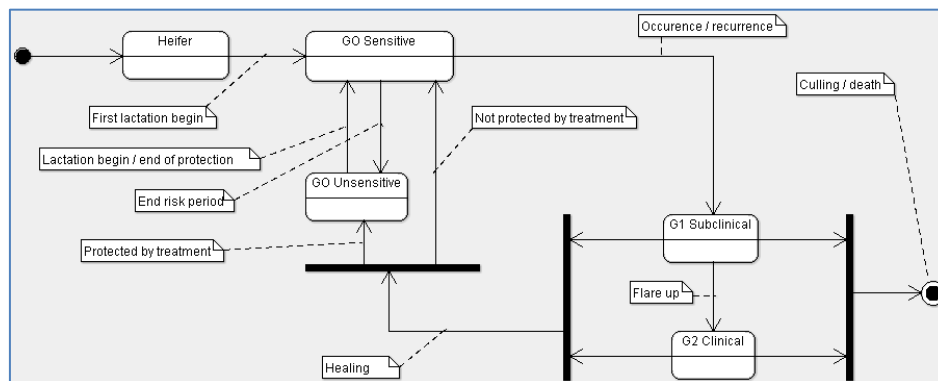 Heifer
GO Sensitive
Occurence / recurrence
Culling / death
First lactation begin
Not protected by treatment
Lactation begin / end of protection
GO Unsensitive
End risk period
G1 Subclinical
Protected by treatment
Flare up
G2 Clinical
Healing